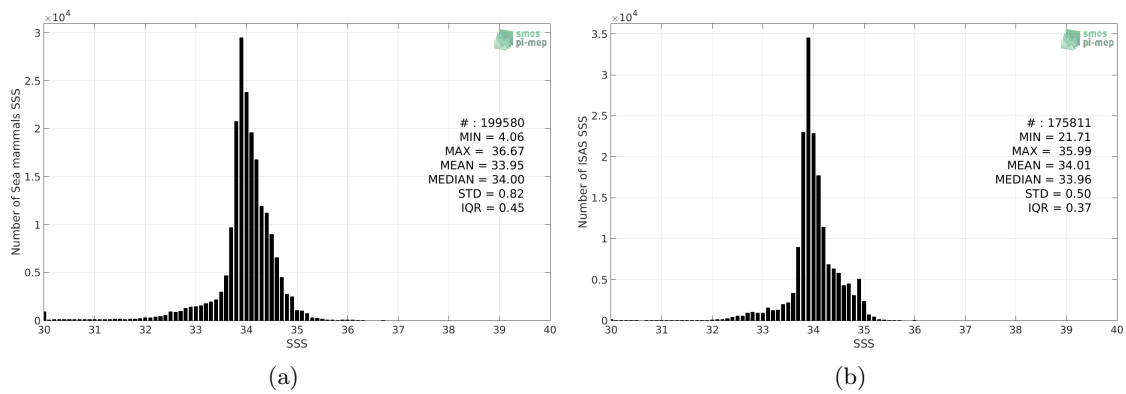 ×10⁴
3
2.5
2
1.5
1
0.5
0
Number of Sea mammals SSS
smos
pi-mep
# : 199580
MIN = 4.06
MAX = 36.67
MEAN = 33.95
MEDIAN = 34.00
STD = 0.82
IQR = 0.45
30 31 32 33 34 35 36 37 38 39 40
SSS
(a)
×10⁴
3.5
3
2.5
2
1.5
1
0.5
0
Number of ISAS SSS
smos
pi-mep
# : 175811
MIN = 21.71
MAX = 35.99
MEAN = 34.01
MEDIAN = 33.96
STD = 0.50
IQR = 0.37
30 31 32 33 34 35 36 37 38 39 40
SSS
(b)